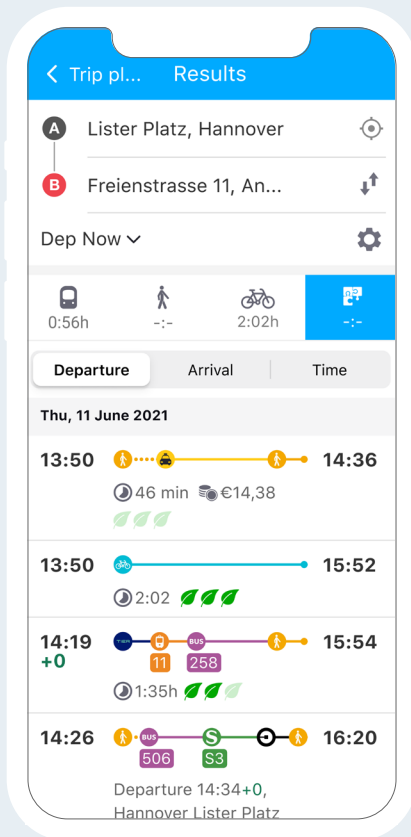 Trip pl... Results
A Lister Platz, Hannover
B Freienstrasse 11, An...
Dep Now
0:56h -:- 2:02h -:-
Departure Arrival Time
Thu, 11 June 2021
13:50 14:36
46 min €14,38
13:50 15:52
2:02
14:19 TIER BUS 15:54
+0 11 258
1:35h
14:26 BUS S 16:20
506 S3
Departure 14:34+0,
Hannover Lister Platz